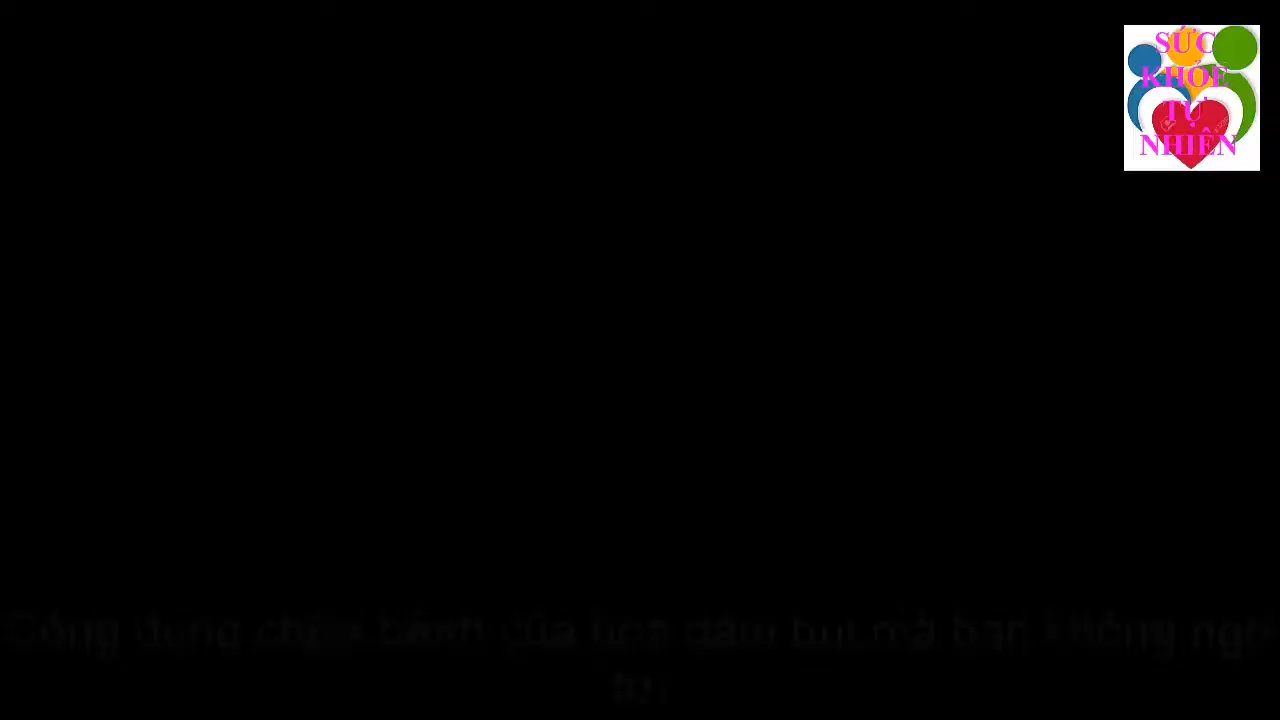 SỨC
KHỎE
TỰ
NHIÊN
Công dụng chữa bệnh của hoa dâm bụt mà bạn không ngờ
tới